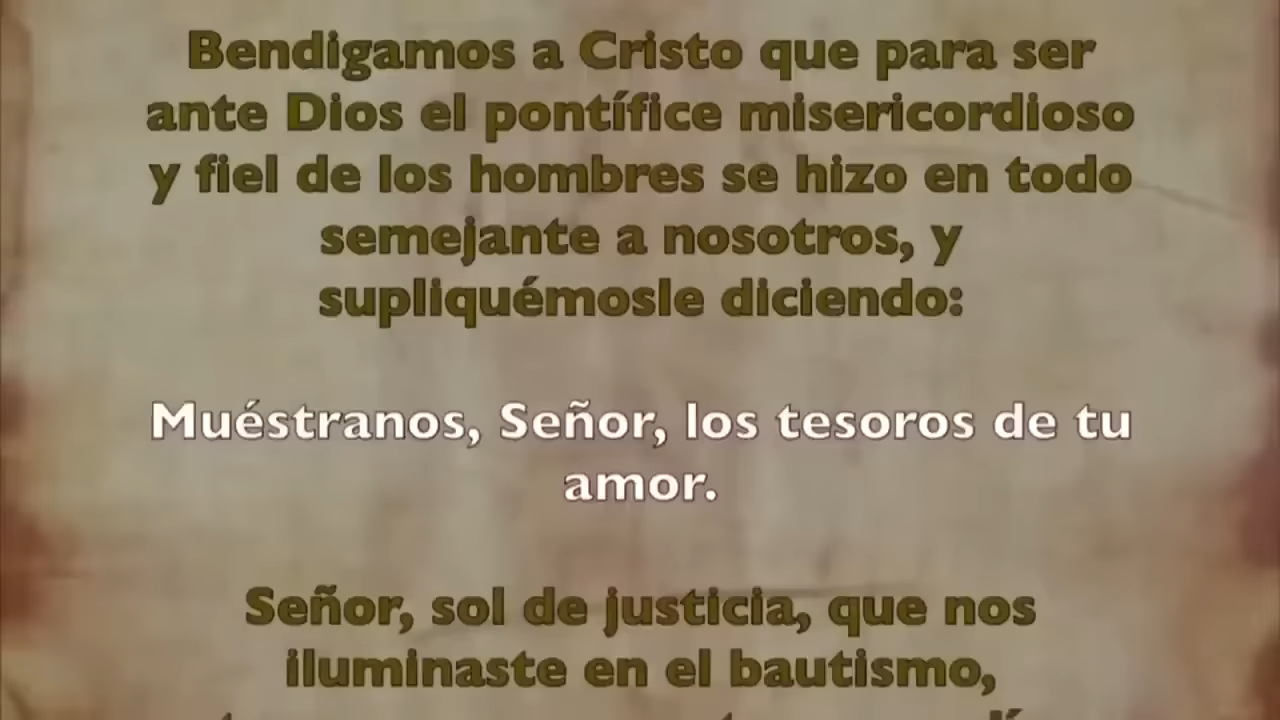 Bendigamos a Cristo que para ser
ante Dios el pontífice misericordioso
y fiel de los hombres se hizo en todo
semejante a nosotros, y
supliquémosle diciendo:
Muéstranos, Señor, los tesoros de tu
amor.
Señor, sol de justicia, que nos
iluminaste en el bautismo,